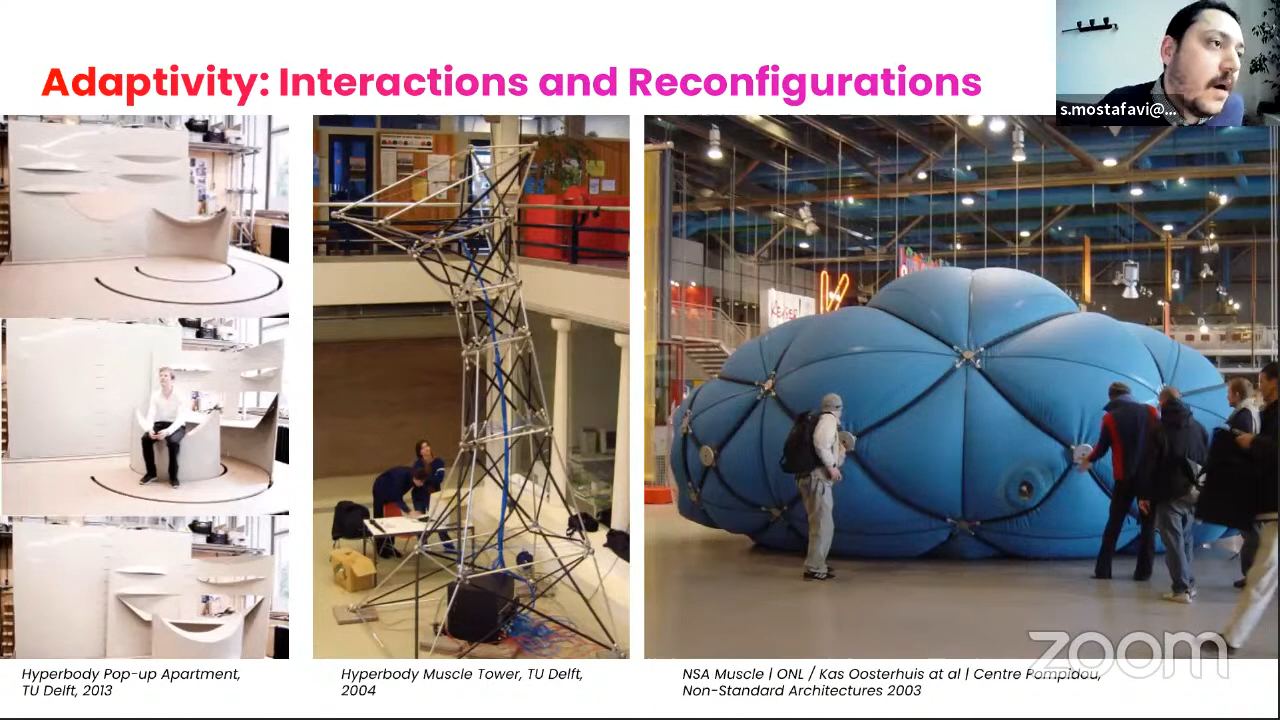 Adaptivity: Interactions and Reconfigurations
s.mostafavi@...
Hyperbody Pop-up Apartment,
TU Delft, 2013
Hyperbody Muscle Tower, TU Delft,
2004
NSA Muscle | ONL / Kas Oosterhuis at al | Centre Pompidou,
Non-Standard Architectures 2003
zoom